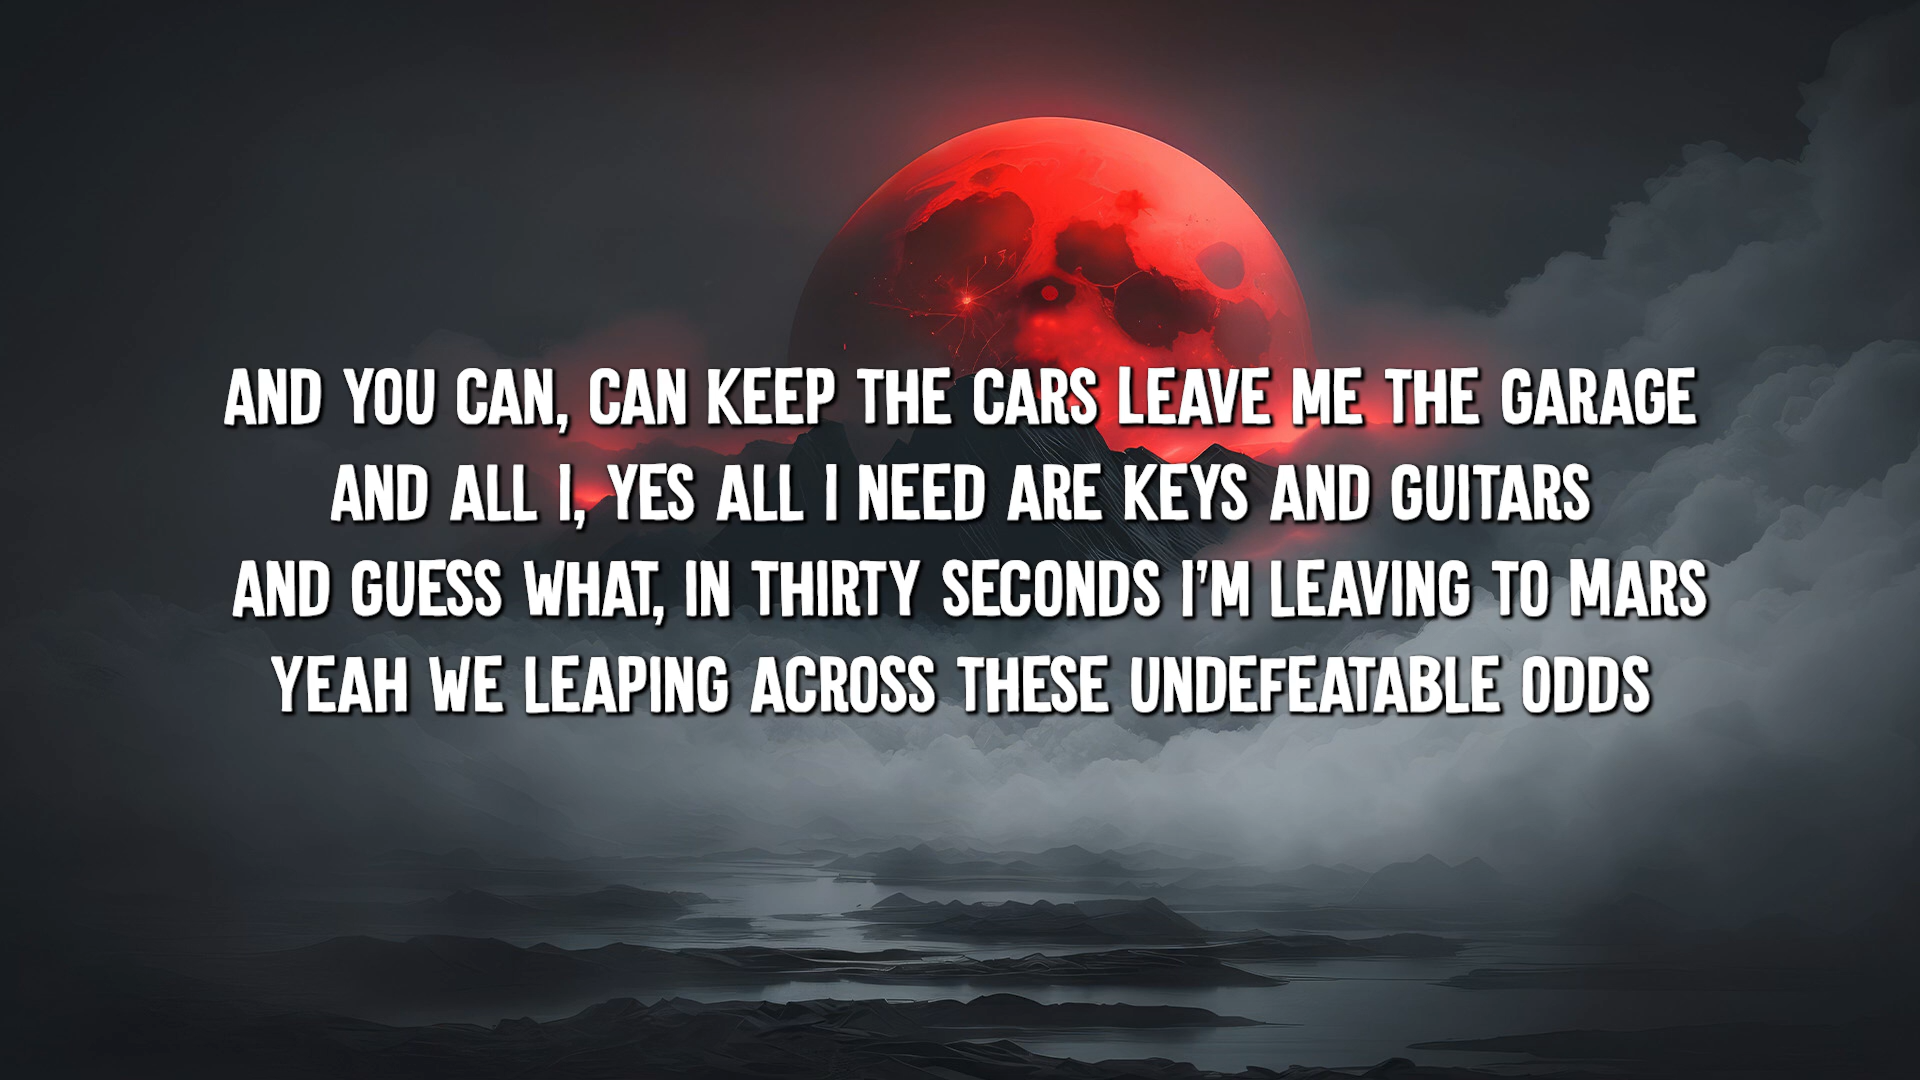 AND YOU CAN, CAN KEEP THE CARS LEAVE ME THE GARAGE
AND ALL I, YES ALL I NEED ARE KEYS AND GUITARS
AND GUESS WHAT, IN THIRTY SECONDS I'M LEAVING TO MARS
YEAH WE LEAPING ACROSS THESE UNDEFEATABLE ODDS